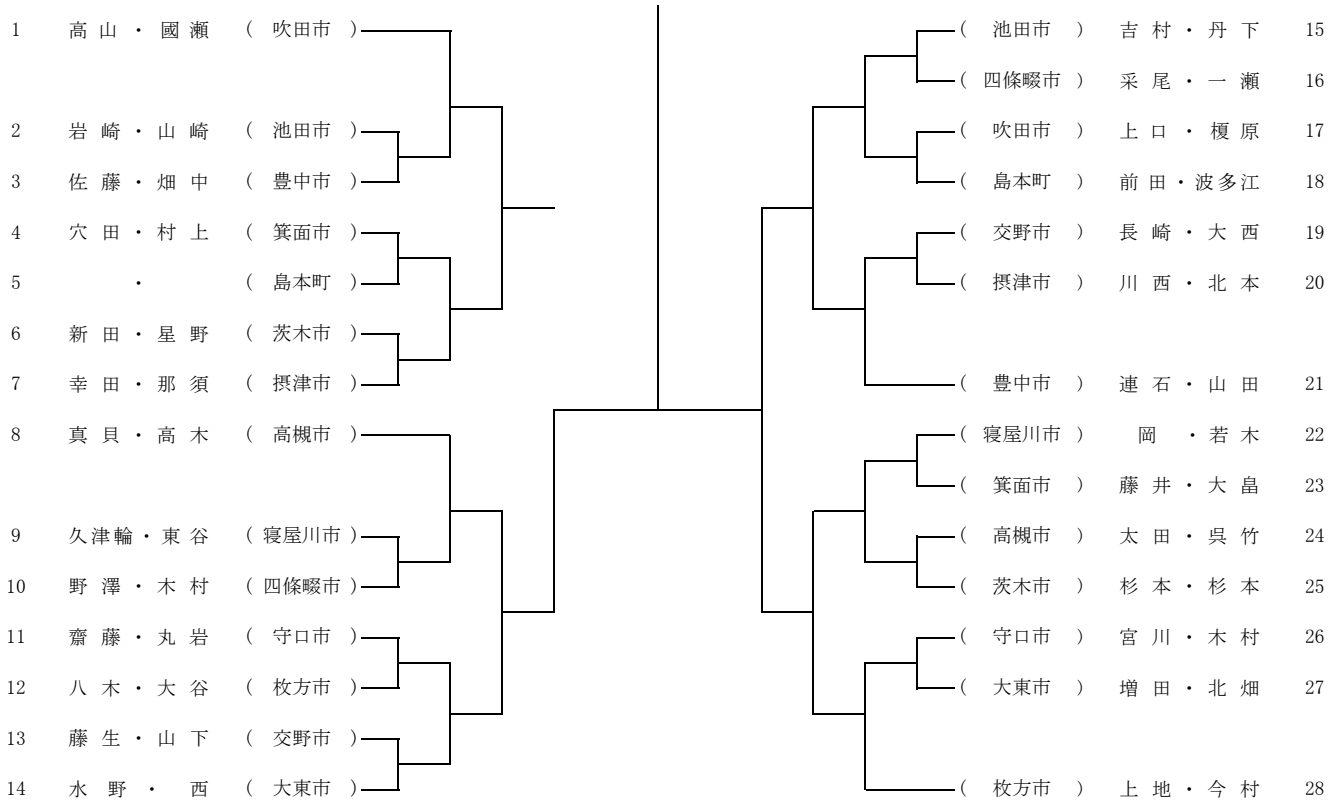 1 高山・國瀬 ( 吹田市 )
2 岩崎・山崎 ( 池田市 )
3 佐藤・畑中 ( 豊中市 )
4 穴田・村上 ( 箕面市 )
5 ・ ( 島本町 )
6 新田・星野 ( 茨木市 )
7 幸田・那須 ( 摂津市 )
8 真貝・高木 ( 高槻市 )
9 久津輪・東谷 ( 寝屋川市 )
10 野澤・木村 ( 四條畷市 )
11 齋藤・丸岩 ( 守口市 )
12 八木・大谷 ( 枚方市 )
13 藤生・山下 ( 交野市 )
14 水野・西 ( 大東市 )
( 池田市 ) 吉村・丹下 15
( 四條畷市 ) 采尾・一瀬 16
( 吹田市 ) 上口・榎原 17
( 島本町 ) 前田・波多江 18
( 交野市 ) 長崎・大西 19
( 摂津市 ) 川西・北本 20
( 豊中市 ) 連石・山田 21
( 寝屋川市 ) 岡・若木 22
( 箕面市 ) 藤井・大畠 23
( 高槻市 ) 太田・呉竹 24
( 茨木市 ) 杉本・杉本 25
( 守口市 ) 宮川・木村 26
( 大東市 ) 増田・北畑 27
( 枚方市 ) 上地・今村 28